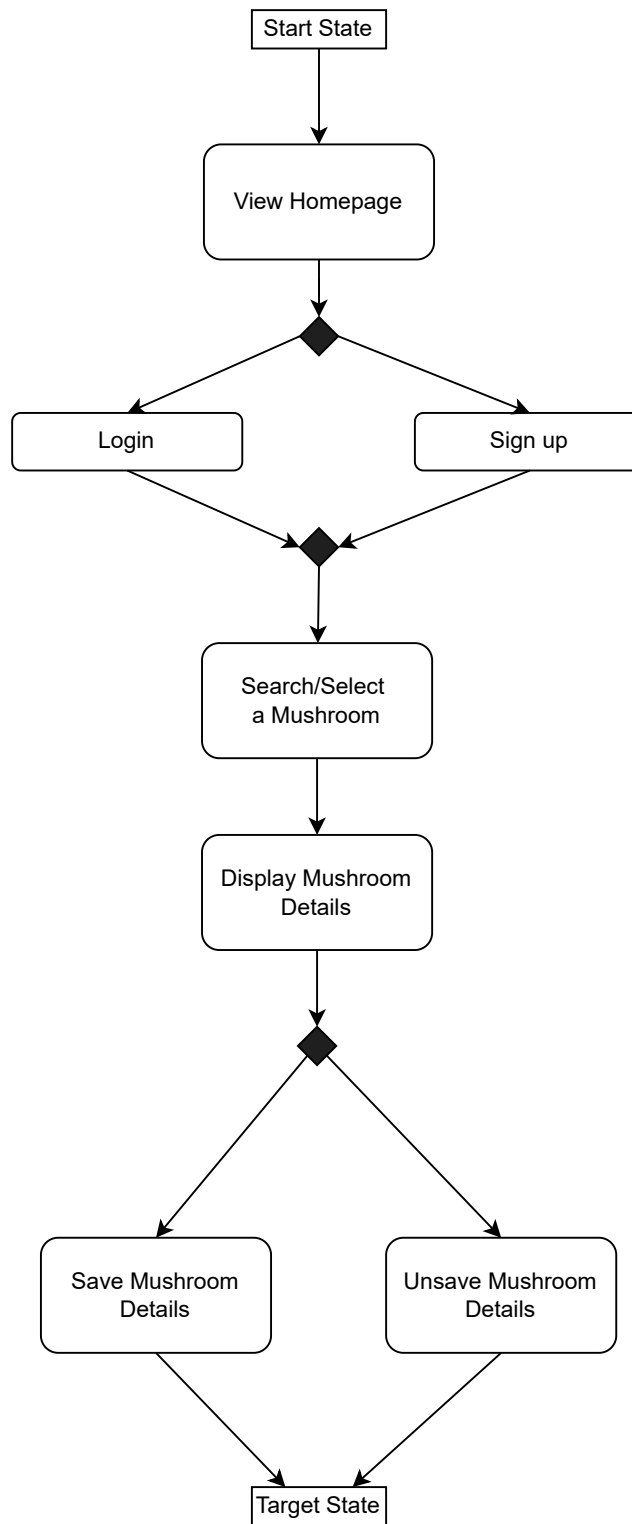 Start State
View Homepage
Login
Sign up
Search/Select
a Mushroom
Display Mushroom
Details
Save Mushroom
Details
Unsave Mushroom
Details
Target State